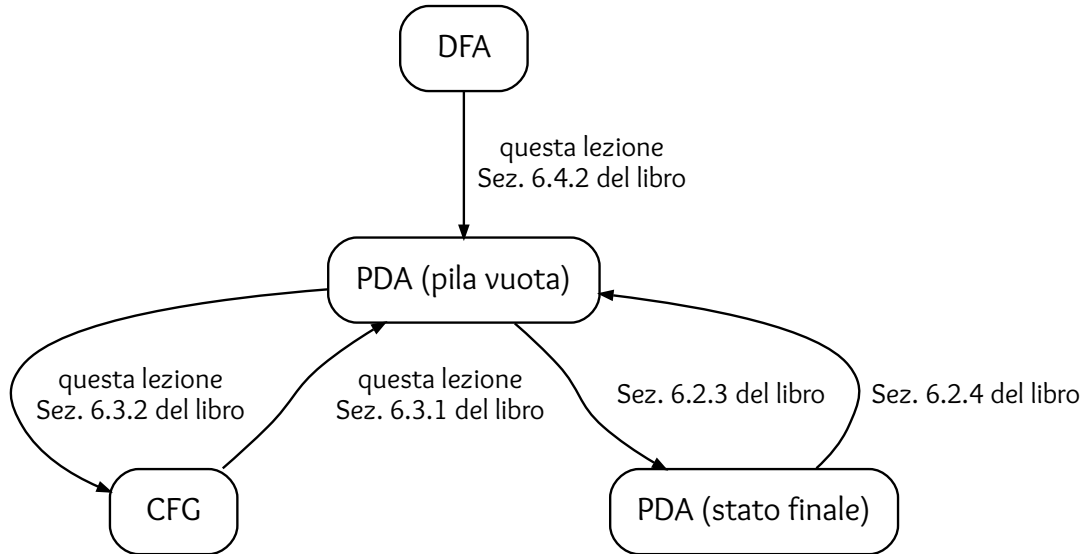 DFA
questa lezione
Sez. 6.4.2 del libro
PDA (pila vuota)
questa lezione
Sez. 6.3.2 del libro
questa lezione
Sez. 6.3.1 del libro
Sez. 6.2.3 del libro
Sez. 6.2.4 del libro
CFG
PDA (stato finale)